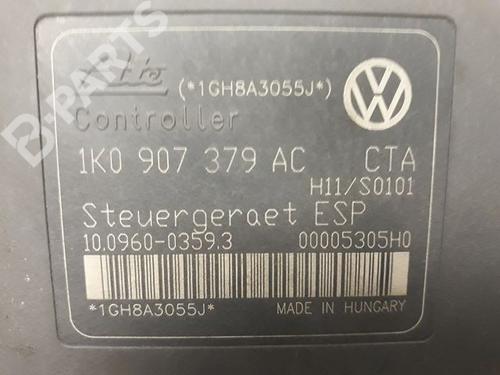 B-PARTS
Ate (*1GH8A3055J*)
Controller
1K0 907 379 AC CTA
H11/S0101
Steuergeraet ESP
10.0960-0359.3 00005305H0
*1GH8A3055J* MADE IN HUNGARY